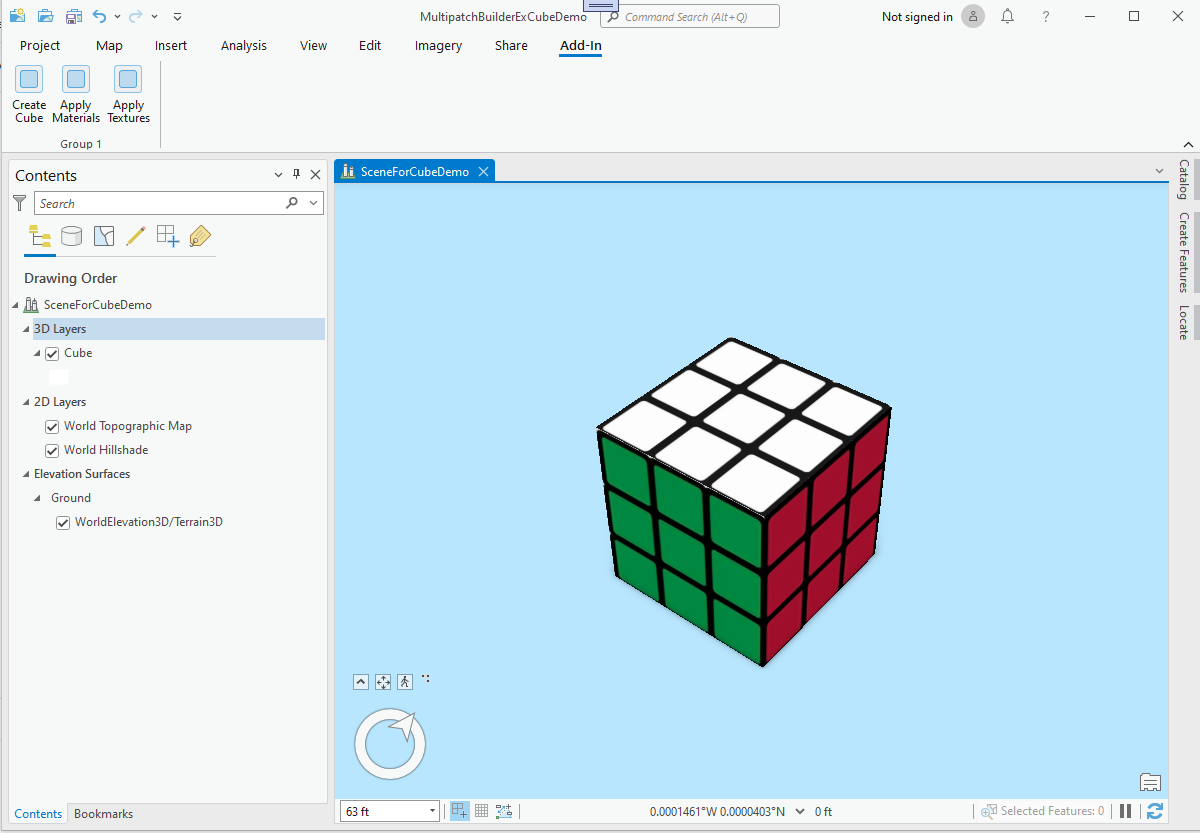 MultipatchBuilderExCubeDemo
Command Search (Alt+Q)
Not signed in
?
Project Map Insert Analysis View Edit Imagery Share Add-In
Create Cube
Apply Materials
Apply Textures
Group 1
Contents
Search
Drawing Order
SceneForCubeDemo
3D Layers
Cube
2D Layers
World Topographic Map
World Hillshade
Elevation Surfaces
Ground
WorldElevation3D/Terrain3D
Contents Bookmarks
SceneForCubeDemo
63 ft
0.0001461°W 0.0000403°N
0 ft
Selected Features: 0
Catalog
Create Features
Locate